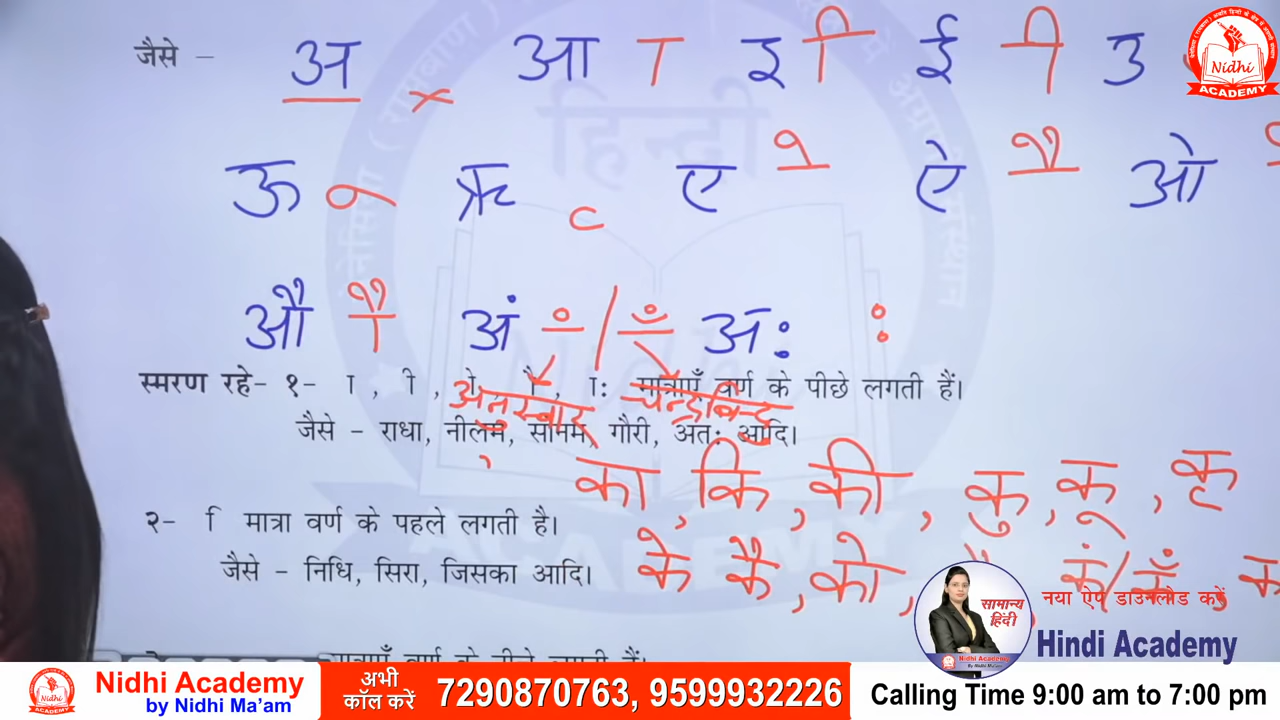 जैसे – अ × आ ा इ ि ई ी उ
ऊ ू ऋ ृ ए े ऐ ै ओ
औ ौ अं ं / ँ अः ः
स्मरण रहे- १- ा , ी , ो , ौ , ाः मात्राएँ वर्ण के पीछे लगती हैं।
अनुस्वार चन्द्रबिन्दु
जैसे – राधा, नीलम, सोनम, गौरी, अतः आदि।
का, कि, की, कु, कू, कृ
२- ि मात्रा वर्ण के पहले लगती है।
जैसे – निधि, सिरा, जिसका आदि।
के कै, को, कं/कँ,
हिन्दी
Nidhi
ACADEMY
सामान्य हिंदी
नया ऐप डाउनलोड करें
Hindi Academy
Nidhi Academy
by Nidhi Ma'am
अभी कॉल करें
7290870763, 9599932226
Calling Time 9:00 am to 7:00 pm